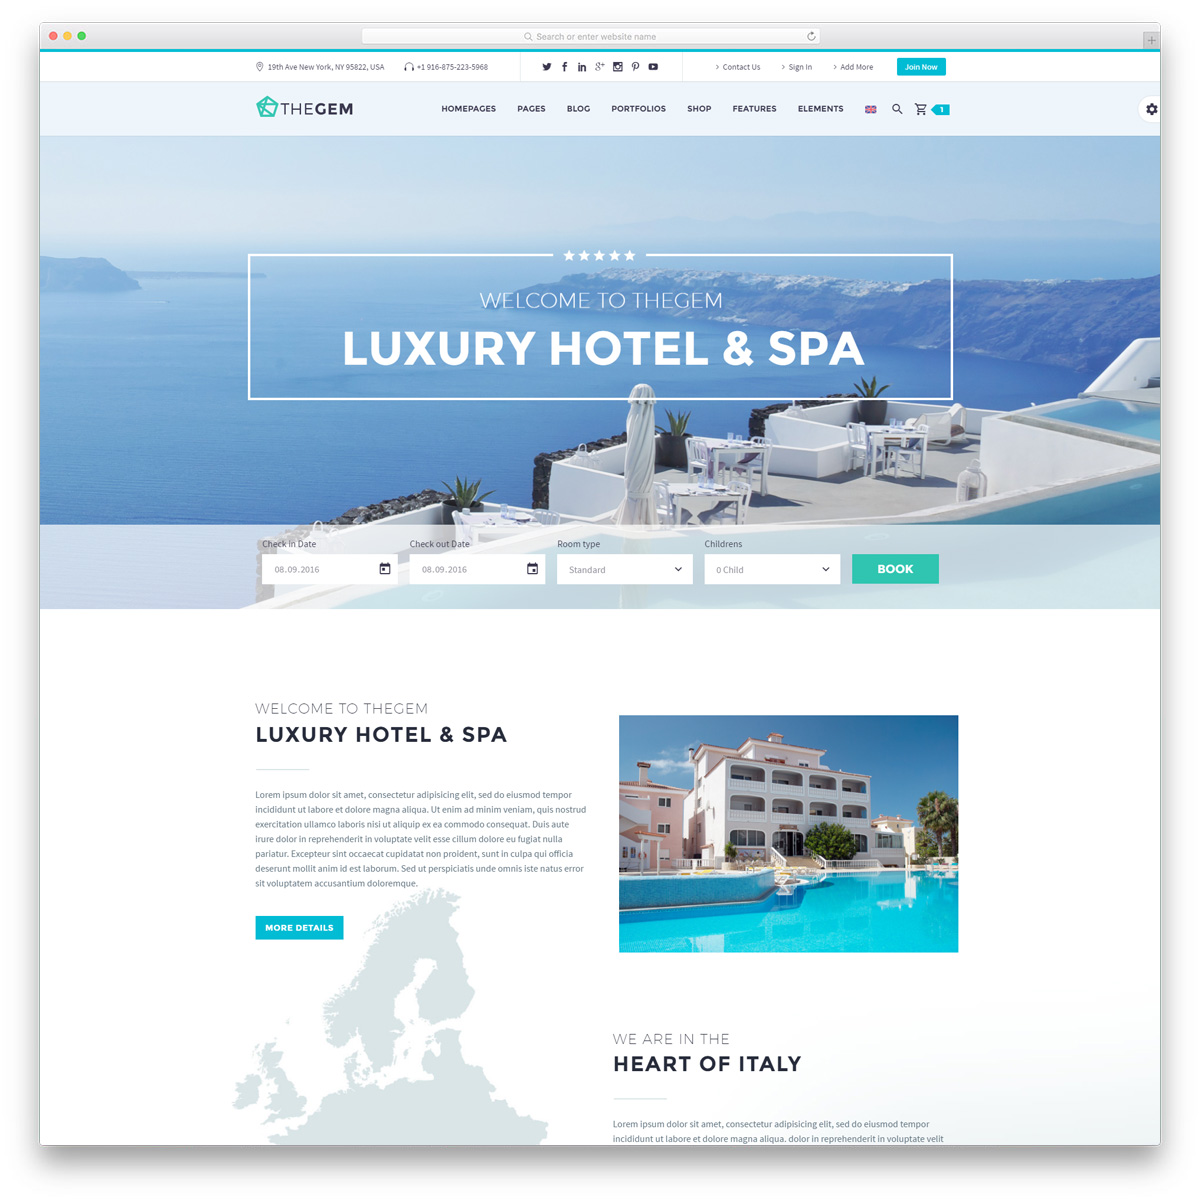 Search or enter website name
19th Ave New York, NY 95822, USA +1 916-875-223-5968 Contact Us Sign In Add More Join Now
THEGEM HOMEPAGES PAGES BLOG PORTFOLIOS SHOP FEATURES ELEMENTS 1
WELCOME TO THEGEM
LUXURY HOTEL & SPA
Check in Date Check out Date Room type Childrens
08.09.2016 08.09.2016 Standard 0 Child BOOK
WELCOME TO THEGEM
LUXURY HOTEL & SPA
Lorem ipsum dolor sit amet, consectetur adipisicing elit, sed do eiusmod tempor
incididunt ut labore et dolore magna aliqua. Ut enim ad minim veniam, quis nostrud
exercitation ullamco laboris nisi ut aliquip ex ea commodo consequat. Duis aute
irure dolor in reprehenderit in voluptate velit esse cillum dolore eu fugiat nulla
pariatur. Excepteur sint occaecat cupidatat non proident, sunt in culpa qui officia
deserunt mollit anim id est laborum. Sed ut perspiciatis unde omnis iste natus error
sit voluptatem accusantium doloremque.
MORE DETAILS
WE ARE IN THE
HEART OF ITALY
Lorem ipsum dolor sit amet, consectetur adipiscing elit, sed do eiusmod tempor
incididunt ut labore et dolore magna aliqua. dolor in reprehenderit in voluptate velit